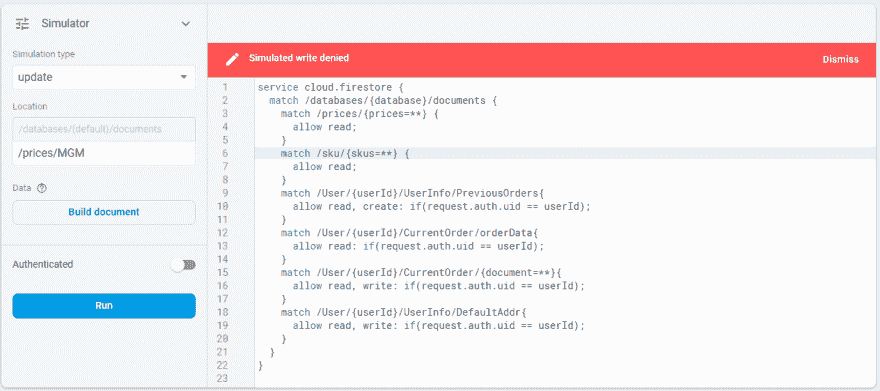 Simulator
Simulation type
update
Location
/databases/(default)/documents
/prices/MGM
Data
Build document
Authenticated
Run
Simulated write denied
Dismiss
1 service cloud.firestore {
2 match /databases/{database}/documents {
3 match /prices/{prices=**} {
4 allow read;
5 }
6 match /sku/{skus=**} {
7 allow read;
8 }
9 match /User/{userId}/UserInfo/PreviousOrders{
10 allow read, create: if(request.auth.uid == userId);
11 }
12 match /User/{userId}/CurrentOrder/orderData{
13 allow read: if(request.auth.uid == userId);
14 }
15 match /User/{userId}/CurrentOrder/{document=**}{
16 allow read, write: if(request.auth.uid == userId);
17 }
18 match /User/{userId}/UserInfo/DefaultAddr{
19 allow read, write: if(request.auth.uid == userId);
20 }
21 }
22 }
23